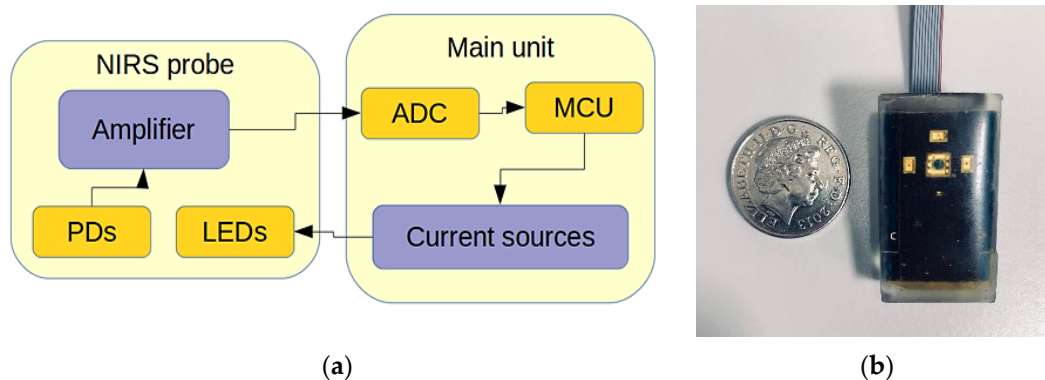 NIRS probe
Main unit
Amplifier
ADC
MCU
PDs
LEDs
Current sources
ELIZABETH·II·D·G REG·F·D·2013
C
(a)
(b)